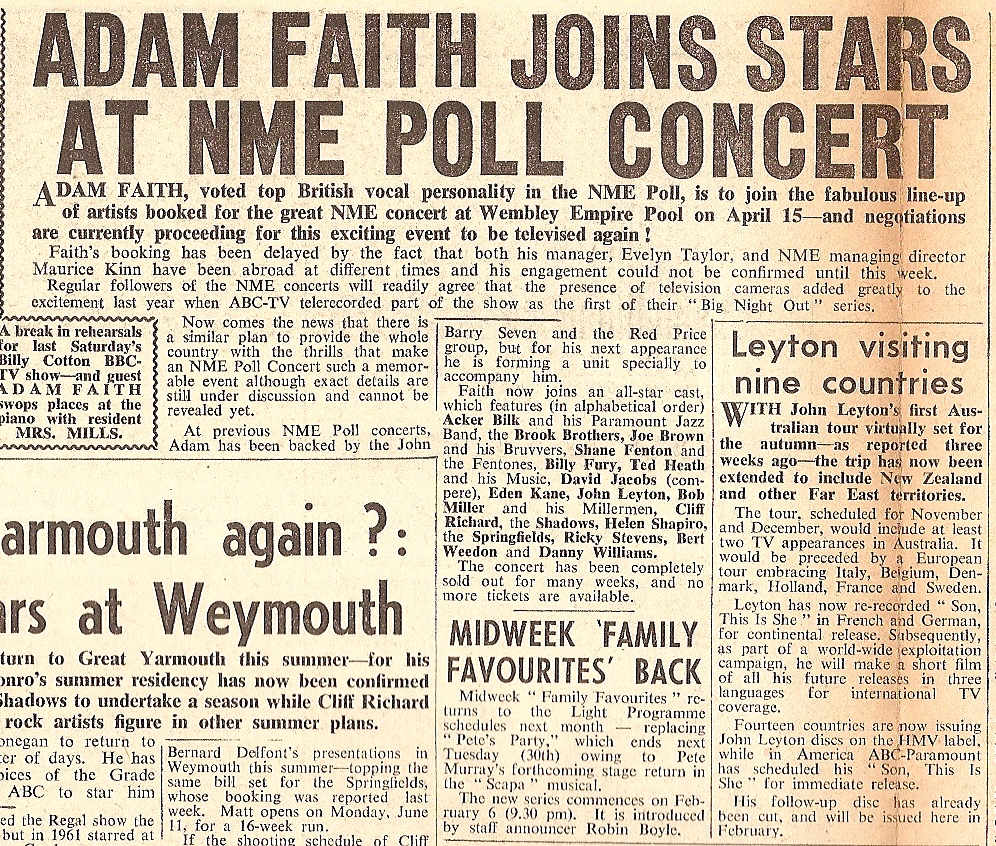 ADAM FAITH JOINS STARS
AT NME POLL CONCERT
ADAM FAITH, voted top British vocal personality in the NME Poll, is to join the fabulous line-up
of artists booked for the great NME concert at Wembley Empire Pool on April 15—and negotiations
are currently proceeding for this exciting event to be televised again !
Faith's booking has been delayed by the fact that both his manager, Evelyn Taylor, and NME managing director
Maurice Kinn have been abroad at different times and his engagement could not be confirmed until this week.
Regular followers of the NME concerts will readily agree that the presence of television cameras added greatly to the
excitement last year when ABC-TV telerecorded part of the show as the first of their “ Big Night Out ” series.
A break in rehearsals
for last Saturday's
Billy Cotton BBC-
TV show—and guest
ADAM FAITH
swops places at the
piano with resident
MRS. MILLS.
Now comes the news that there is
a similar plan to provide the whole
country with the thrills that make
an NME Poll Concert such a memor-
able event although exact details are
still under discussion and cannot be
revealed yet.
At previous NME Poll concerts,
Adam has been backed by the John
Barry Seven and the Red Price
group, but for his next appearance
he is forming a unit specially to
accompany him.
Faith now joins an all-star cast,
which features (in alphabetical order)
Acker Bilk and his Paramount Jazz
Band, the Brook Brothers, Joe Brown
and his Bruvvers, Shane Fenton and
the Fentones, Billy Fury, Ted Heath
and his Music, David Jacobs (com-
pere), Eden Kane, John Leyton, Bob
Miller and his Millermen, Cliff
Richard, the Shadows, Helen Shapiro,
the Springfields, Ricky Stevens, Bert
Weedon and Danny Williams.
The concert has been completely
sold out for many weeks, and no
more tickets are available.
MIDWEEK ‘FAMILY
FAVOURITES’ BACK
Midweek “ Family Favourites ” re-
turns to the Light Programme
schedules next month — replacing
“ Pete's Party,” which ends next
Tuesday (30th) owing to Pete
Murray's forthcoming stage return in
the “ Scapa ” musical.
The new series commences on Feb-
ruary 6 (9.30 pm). It is introduced
by staff announcer Robin Boyle.
Leyton visiting
nine countries
WITH John Leyton's first Aus-
tralian tour virtually set for
the autumn—as reported three
weeks ago—the trip has now been
extended to include New Zealand
and other Far East territories.
The tour, scheduled for November
and December, would include at least
two TV appearances in Australia. It
would be preceded by a European
tour embracing Italy, Belgium, Den-
mark, Holland, France and Sweden.
Leyton has now re-recorded “ Son,
This Is She ” in French and German,
for continental release. Subsequently,
as part of a world-wide exploitation
campaign, he will make a short film
of all his future releases in three
languages for international TV
coverage.
Fourteen countries are now issuing
John Leyton discs on the HMV label,
while in America ABC-Paramount
has scheduled his “ Son, This Is
She ” for immediate release.
His follow-up disc has already
been cut, and will be issued here in
February.
armouth again ?:
ars at Weymouth
turn to Great Yarmouth this summer—for his
onro's summer residency has now been confirmed
Shadows to undertake a season while Cliff Richard
rock artists figure in other summer plans.
onegan to return to
er of days. He has
oices of the Grade
ABC to star him
ed the Regal show the
but in 1961 starred at
Bernard Delfont's presentations in
Weymouth this summer—topping the
same bill set for the Springfields,
whose booking was reported last
week. Matt opens on Monday, June
11, for a 16-week run.
If the shooting schedule of Cliff